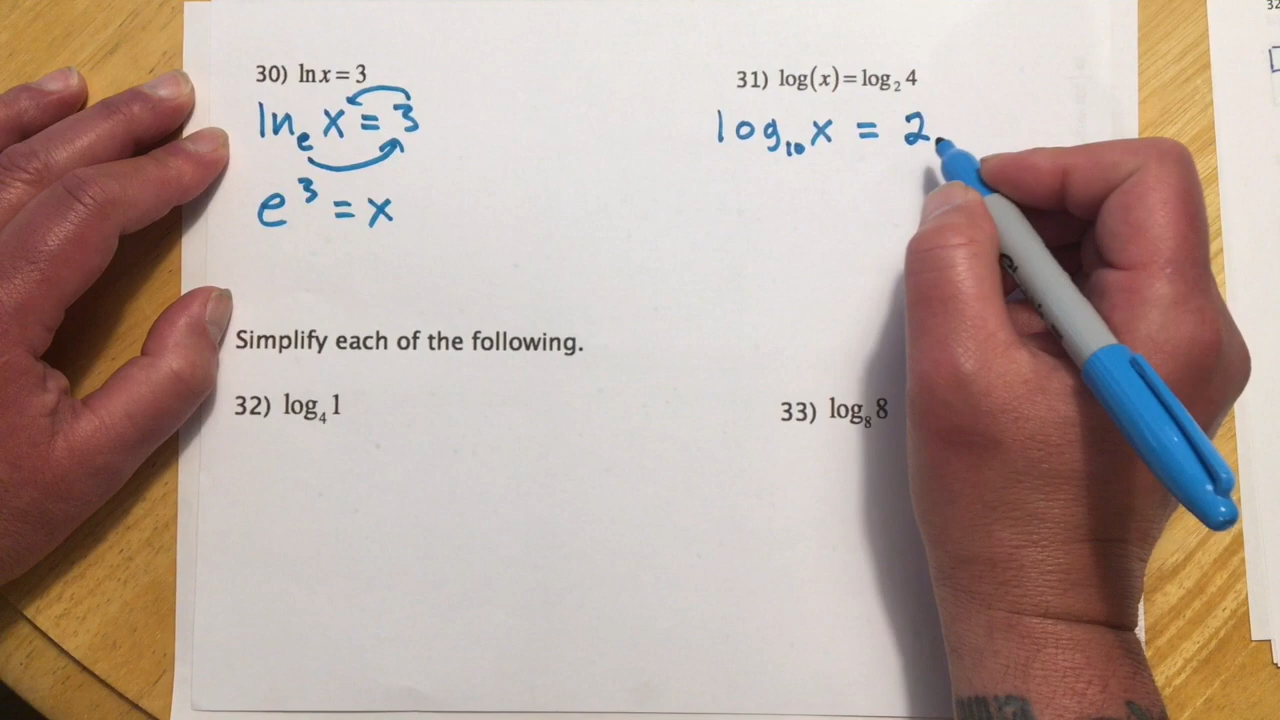 30) ln x = 3
ln_e x = 3
e^3 = x
31) log(x) = log_2 4
log_10 x = 2
Simplify each of the following.
32) log_4 1
33) log_8 8
32